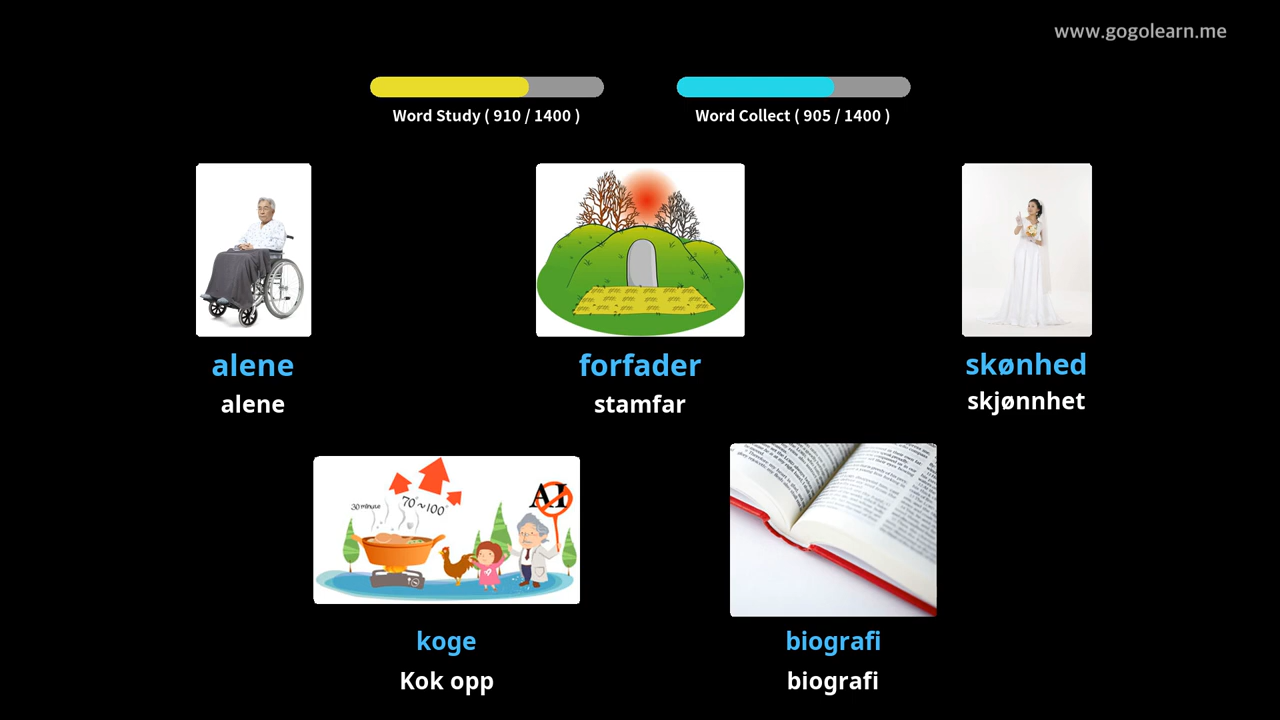 www.gogolearn.me
Word Study ( 910 / 1400 )
Word Collect ( 905 / 1400 )
alene
alene
forfader
stamfar
skønhed
skjønnhet
30 minute
70°~100°
AI
koge
Kok opp
biografi
biografi